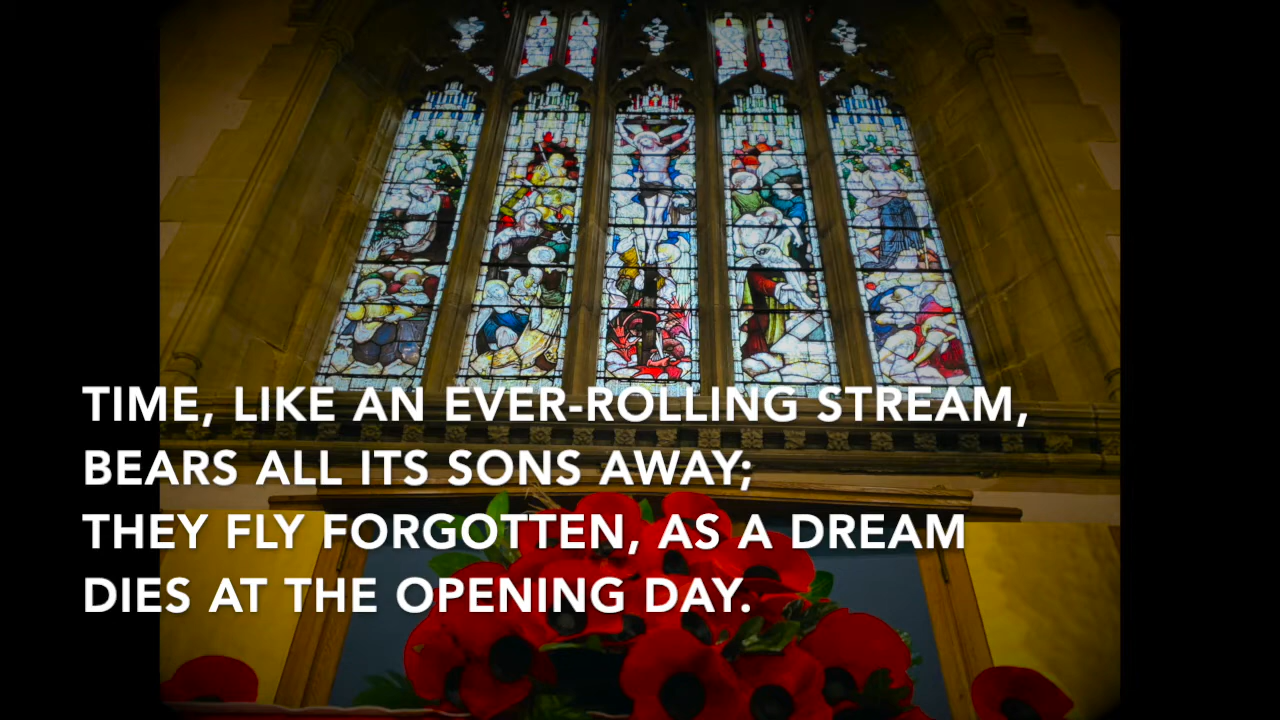 TIME, LIKE AN EVER-ROLLING STREAM,
BEARS ALL ITS SONS AWAY;
THEY FLY FORGOTTEN, AS A DREAM
DIES AT THE OPENING DAY.